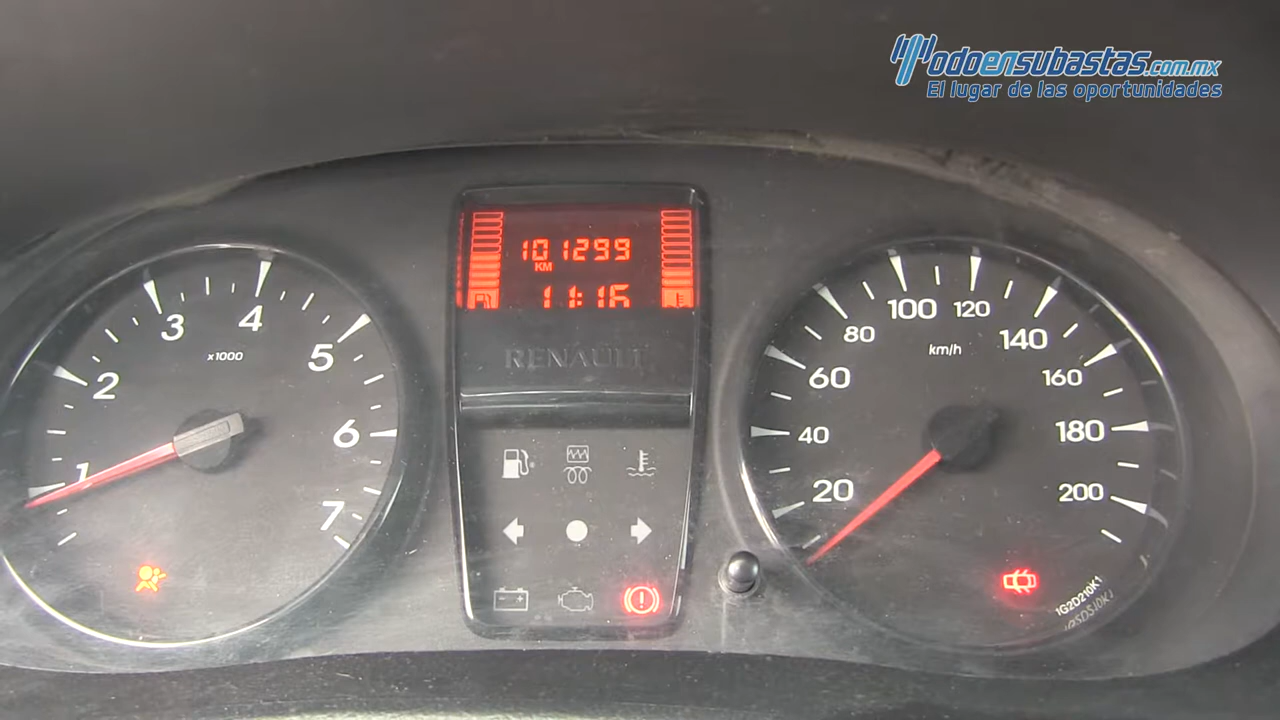 Todoensubastas.com.mx
El lugar de las oportunidades
101299
KM
11:16
RENAULT
1
2
3
4
5
6
7
x1000
20
40
60
80
100
120
140
160
180
200
km/h
1G2D210K1